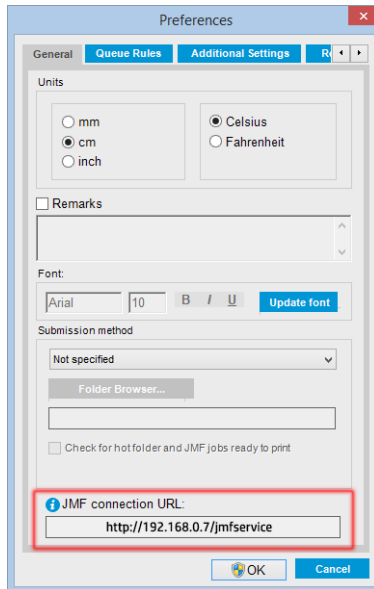 Preferences
General Queue Rules Additional Settings
Units
mm
cm
inch
Celsius
Fahrenheit
Remarks
Font:
Arial 10 B I U Update font
Submission method
Not specified
Folder Browser...
Check for hot folder and JMF jobs ready to print
JMF connection URL:
http://192.168.0.7/jmfservice
OK Cancel